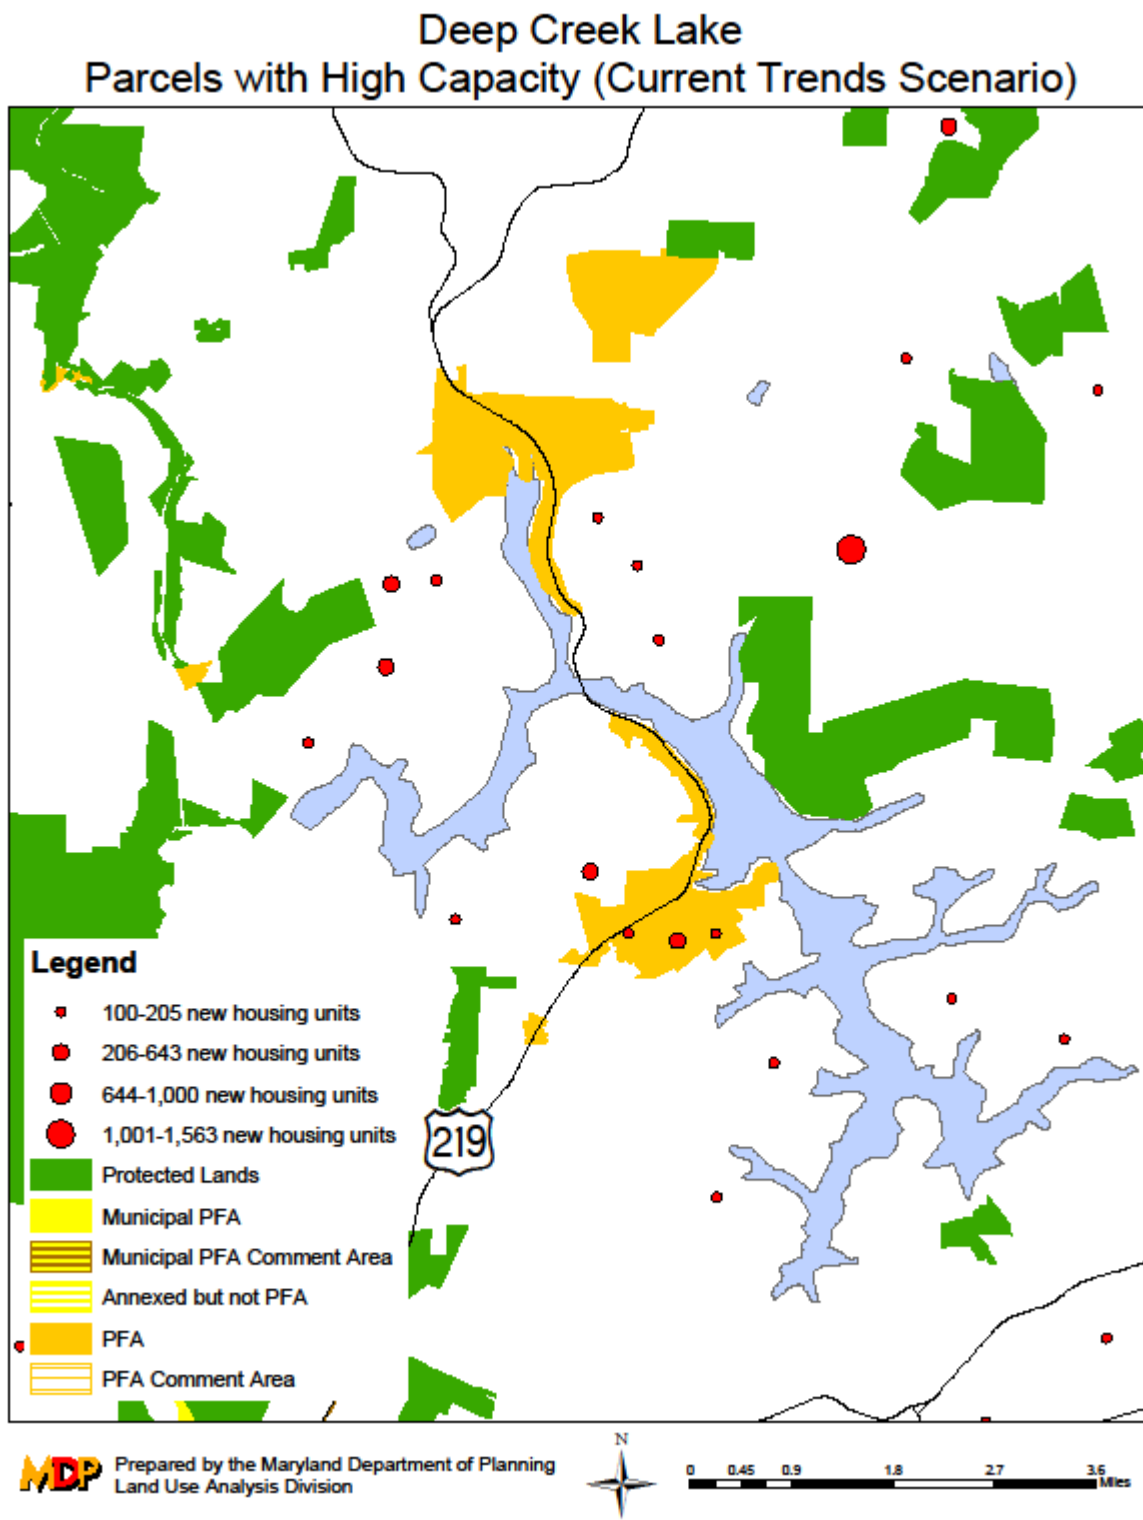 Deep Creek Lake
Parcels with High Capacity (Current Trends Scenario)
219
Legend
100-205 new housing units
206-643 new housing units
644-1,000 new housing units
1,001-1,563 new housing units
Protected Lands
Municipal PFA
Municipal PFA Comment Area
Annexed but not PFA
PFA
PFA Comment Area
MDP
Prepared by the Maryland Department of Planning
Land Use Analysis Division
N
0 0.45 0.9 1.8 2.7 3.6
Miles